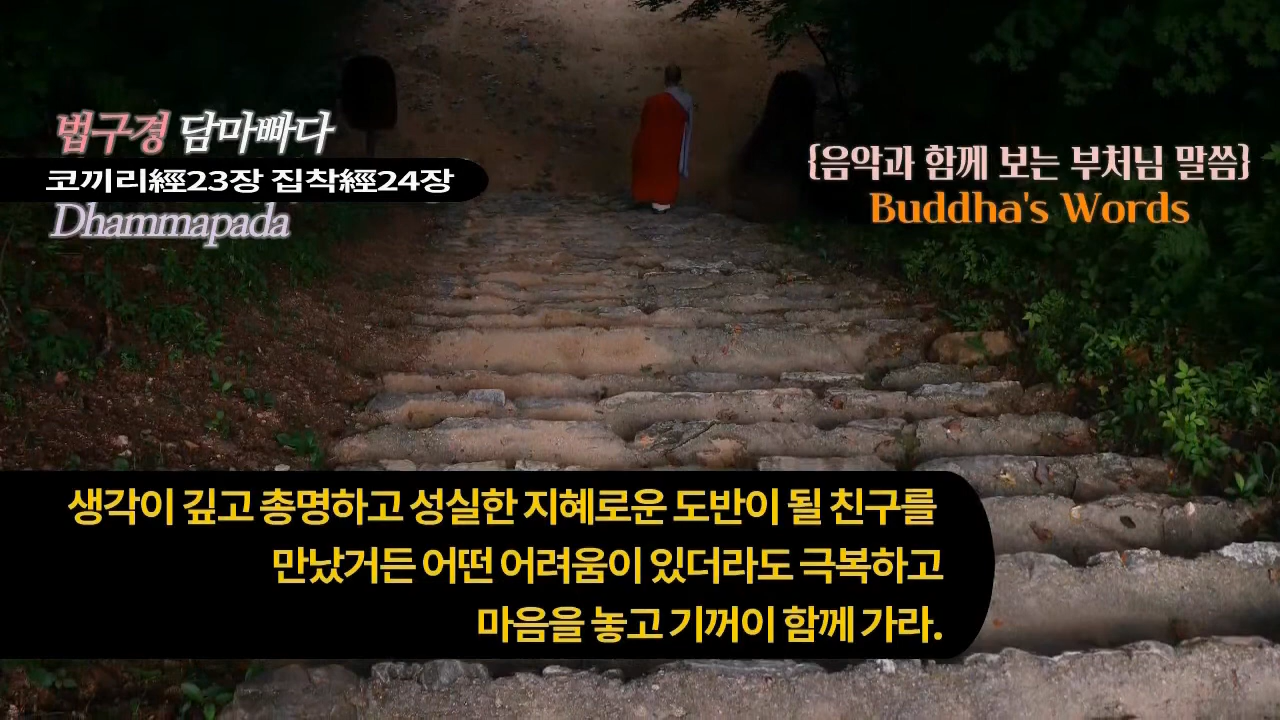 법구경 담마빠다
코끼리經23장 집착經24장
Dhammapada
{음악과 함께 보는 부처님 말씀}
Buddha's Words
생각이 깊고 총명하고 성실한 지혜로운 도반이 될 친구를
만났거든 어떤 어려움이 있더라도 극복하고
마음을 놓고 기꺼이 함께 가라.